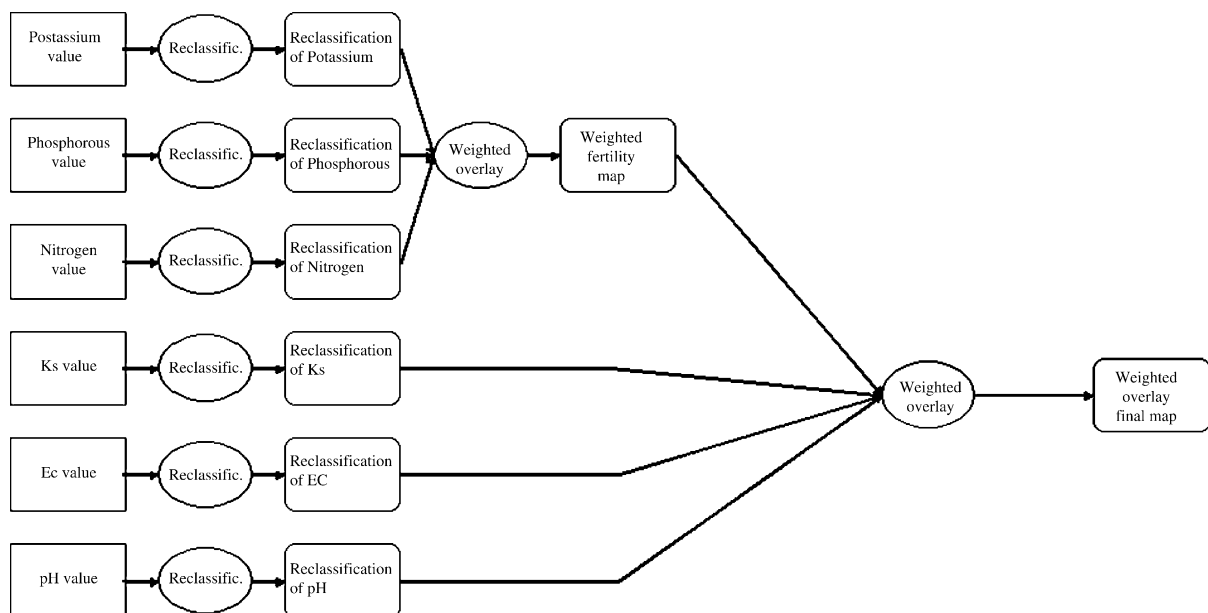 Postassium
value
Reclassific.
Reclassification
of Potassium
Phosphorous
value
Reclassific.
Reclassification
of Phosphorous
Weighted
overlay
Weighted
fertility
map
Nitrogen
value
Reclassific.
Reclassification
of Nitrogen
Ks value
Reclassific.
Reclassification
of Ks
Weighted
overlay
Weighted
overlay
final map
Ec value
Reclassific.
Reclassification
of EC
pH value
Reclassific.
Reclassification
of pH